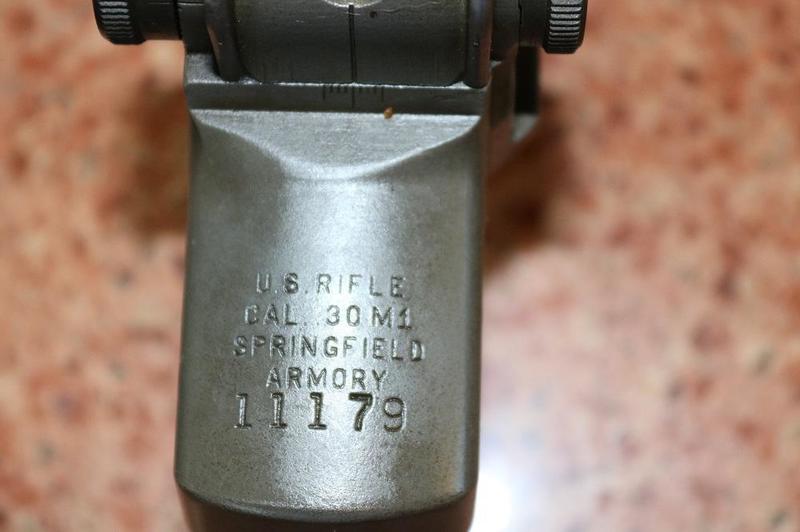 U.S. RIFLE
CAL. .30 M1
SPRINGFIELD
ARMORY
11179